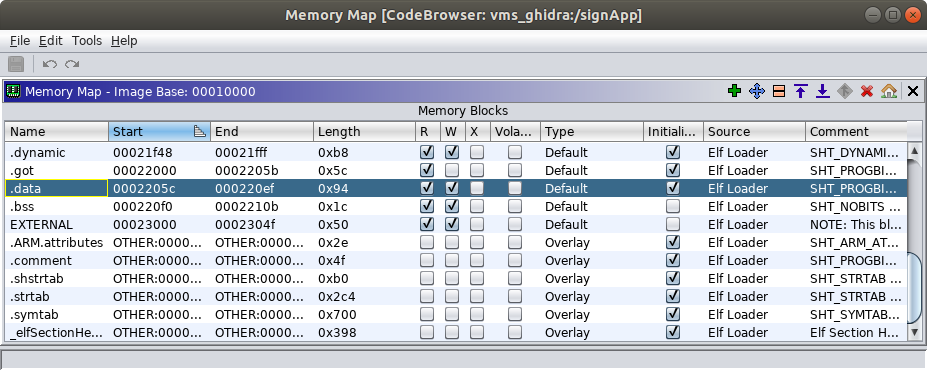 Memory Map [CodeBrowser: vms_ghidra:/signApp]
File Edit Tools Help
Memory Map - Image Base: 00010000
Memory Blocks
Name Start End Length R W X Vola... Type Initiali... Source Comment
.dynamic 00021f48 00021fff 0xb8 Default Elf Loader SHT_DYNAMI...
.got 00022000 0002205b 0x5c Default Elf Loader SHT_PROGBI...
.data 0002205c 000220ef 0x94 Default Elf Loader SHT_PROGBI...
.bss 000220f0 0002210b 0x1c Default Elf Loader SHT_NOBITS ...
EXTERNAL 00023000 0002304f 0x50 Default Elf Loader NOTE: This bl...
.ARM.attributes OTHER:0000... OTHER:0000... 0x2e Overlay Elf Loader SHT_ARM_AT...
.comment OTHER:0000... OTHER:0000... 0x4f Overlay Elf Loader SHT_PROGBI...
.shstrtab OTHER:0000... OTHER:0000... 0xb0 Overlay Elf Loader SHT_STRTAB ...
.strtab OTHER:0000... OTHER:0000... 0x2c4 Overlay Elf Loader SHT_STRTAB ...
.symtab OTHER:0000... OTHER:0000... 0x700 Overlay Elf Loader SHT_SYMTAB...
_elfSectionHe... OTHER:0000... OTHER:0000... 0x398 Overlay Elf Loader Elf Section H...